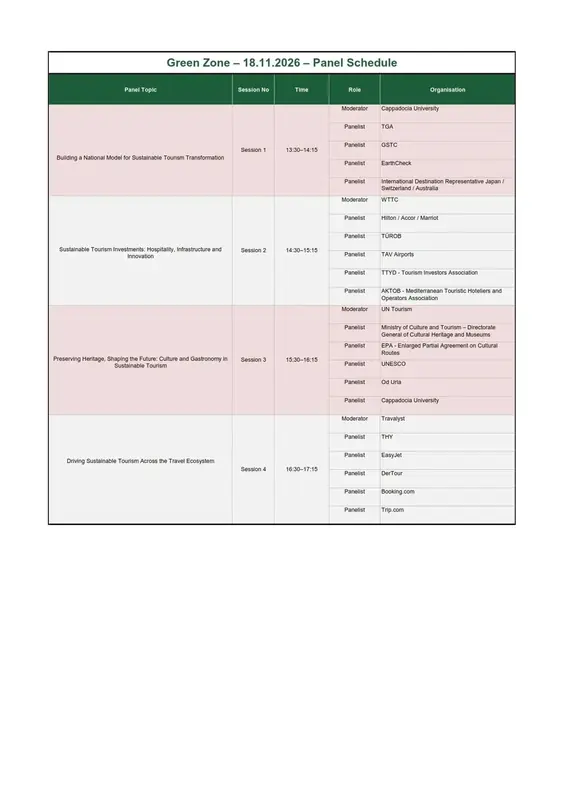 Green Zone – 18.11.2026 – Panel Schedule
Panel Topic Session No Time Role Organisation
Building a National Model for Sustainable Tourism Transformation
Session 1
13:30–14:15
Moderator Cappadocia University
Panelist TGA
Panelist GSTC
Panelist EarthCheck
Panelist International Destination Representative Japan /
Switzerland / Australia
Sustainable Tourism Investments: Hospitality, Infrastructure and
Innovation
Session 2
14:30–15:15
Moderator WTTC
Panelist Hilton / Accor / Marriot
Panelist TÜROB
Panelist TAV Airports
Panelist TTYD - Tourism Investors Association
Panelist AKTOB - Mediterranean Touristic Hoteliers and
Operators Association
Preserving Heritage, Shaping the Future: Culture and Gastronomy in
Sustainable Tourism
Session 3
15:30–16:15
Moderator UN Tourism
Panelist Ministry of Culture and Tourism – Directorate
General of Cultural Heritage and Museums
Panelist EPA - Enlarged Partial Agreement on Cultural
Routes
Panelist UNESCO
Panelist Od Urla
Panelist Cappadocia University
Driving Sustainable Tourism Across the Travel Ecosystem
Session 4
16:30–17:15
Moderator Travalyst
Panelist THY
Panelist EasyJet
Panelist DerTour
Panelist Booking.com
Panelist Trip.com